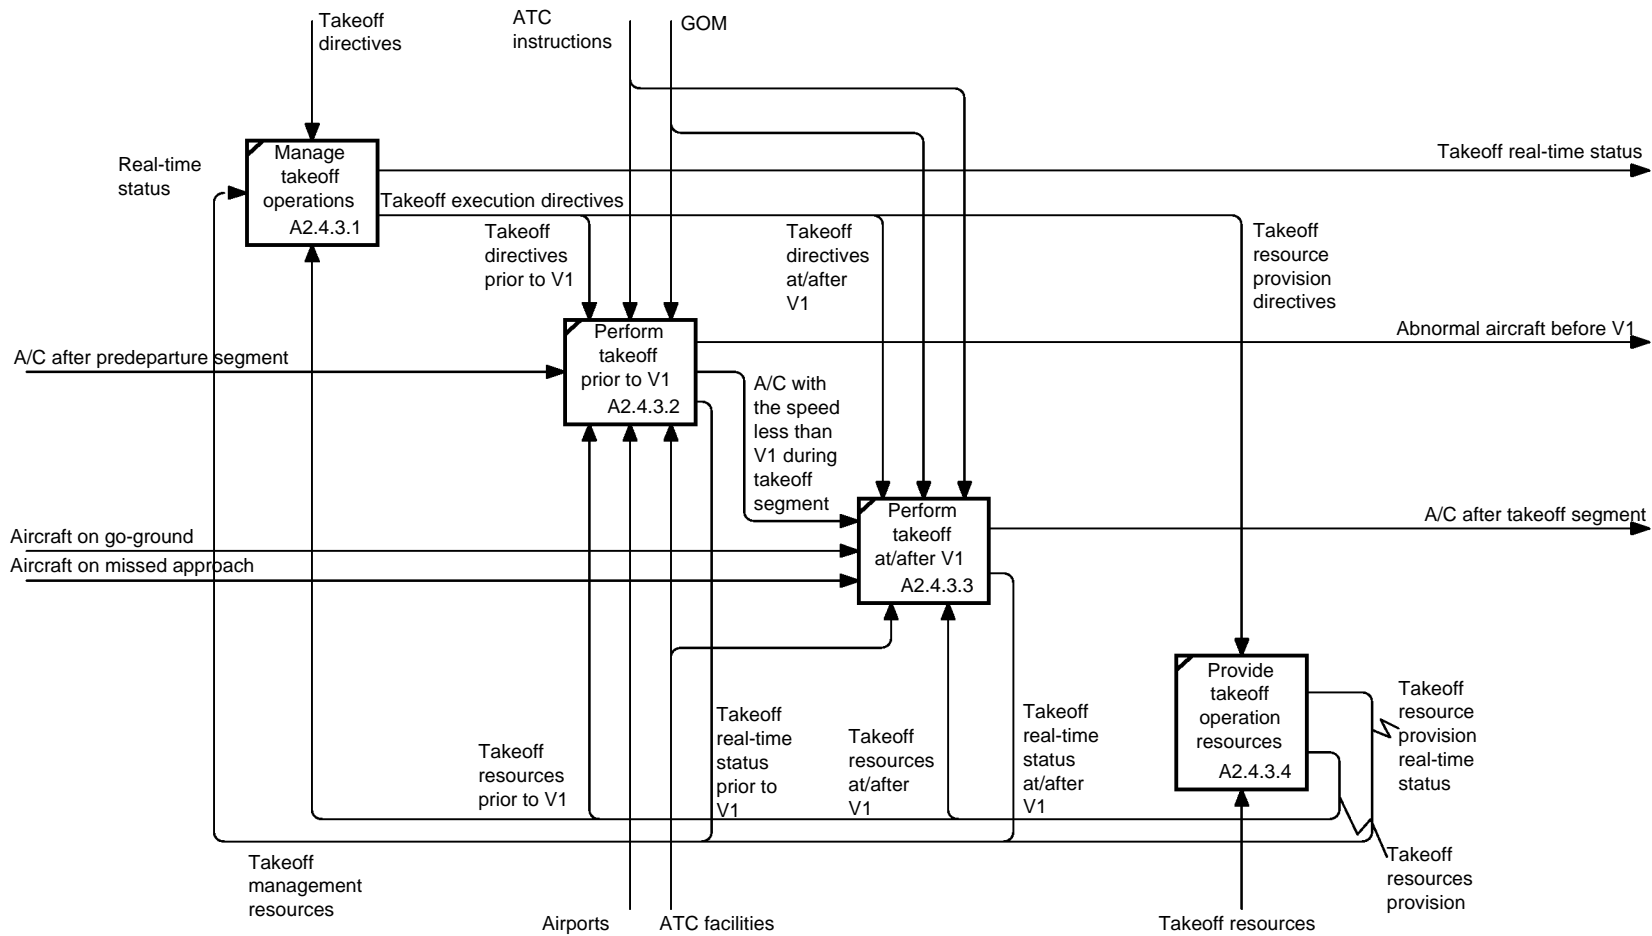 Takeoff
directives
ATC
instructions
GOM
Real-time
status
Manage
takeoff
operations
A2.4.3.1
Takeoff real-time status
Takeoff execution directives
Takeoff
directives
prior to V1
Takeoff
directives
at/after
V1
Takeoff
resource
provision
directives
A/C after predeparture segment
Perform
takeoff
prior to V1
A2.4.3.2
Abnormal aircraft before V1
A/C with
the speed
less than
V1 during
takeoff
segment
Aircraft on go-ground
Aircraft on missed approach
Perform
takeoff
at/after V1
A2.4.3.3
A/C after takeoff segment
Provide
takeoff
operation
resources
A2.4.3.4
Takeoff
resource
provision
real-time
status
Takeoff
resources
prior to V1
Takeoff
real-time
status
prior to
V1
Takeoff
resources
at/after
V1
Takeoff
real-time
status
at/after
V1
Takeoff
management
resources
Takeoff
resources
provision
Airports
ATC facilities
Takeoff resources